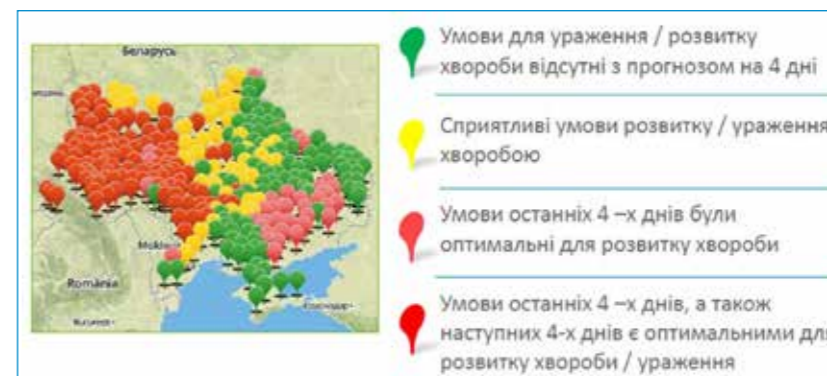 Беларусь
România
Bucureşti
Умови для ураження / розвитку
хвороби відсутні з прогнозом на 4 дні
Сприятливі умови розвитку / ураження
хворобою
Умови останніх 4 –х днів були
оптимальні для розвитку хвороби
Умови останніх 4 –х днів, а також
наступних 4-х днів є оптимальними для
розвитку хвороби / ураження